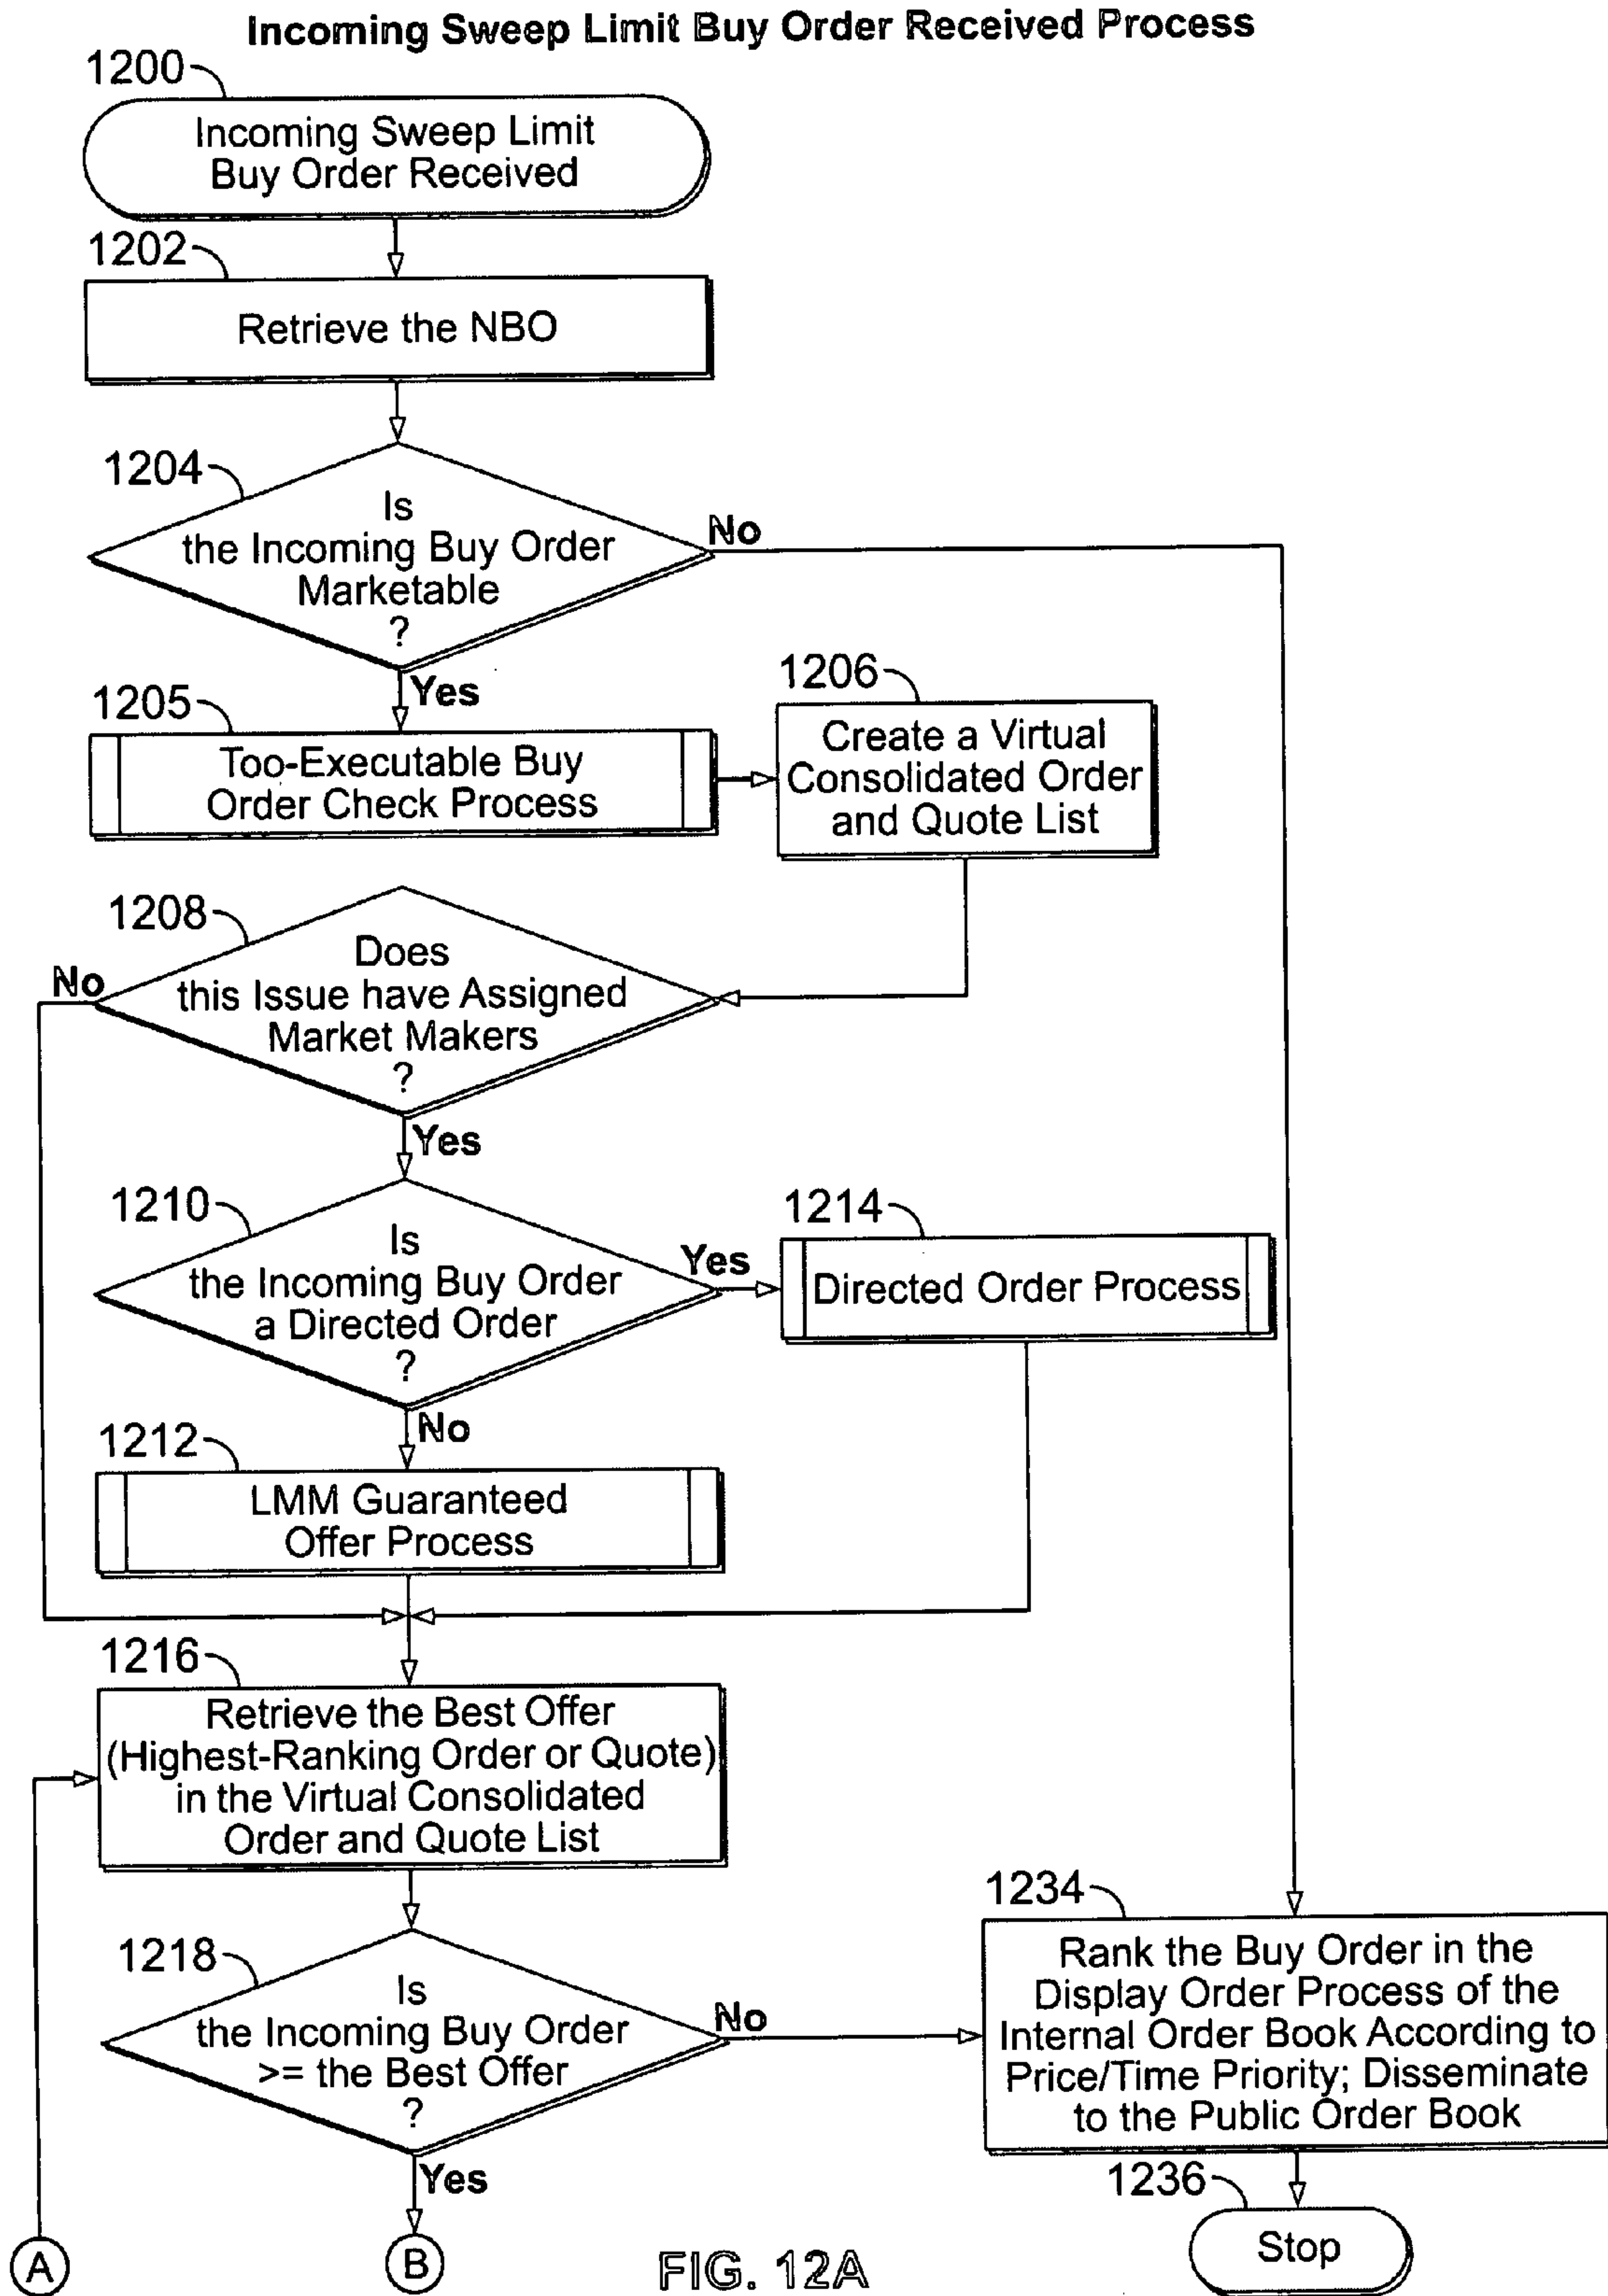 Incoming Sweep Limit Buy Order Received Process
1200
Incoming Sweep Limit
Buy Order Received
1202
Retrieve the NBO
1204
Is
the Incoming Buy Order
Marketable
?
No
Yes
1205
Too-Executable Buy
Order Check Process
1206
Create a Virtual
Consolidated Order
and Quote List
1208
Does
this Issue have Assigned
Market Makers
?
No
Yes
1210
Is
the Incoming Buy Order
a Directed Order
?
Yes
1214
Directed Order Process
No
1212
LMM Guaranteed
Offer Process
1216
Retrieve the Best Offer
(Highest-Ranking Order or Quote)
in the Virtual Consolidated
Order and Quote List
1218
Is
the Incoming Buy Order
>= the Best Offer
?
No
Yes
1234
Rank the Buy Order in the
Display Order Process of the
Internal Order Book According to
Price/Time Priority; Disseminate
to the Public Order Book
1236
Stop
A
B
FIG. 12A